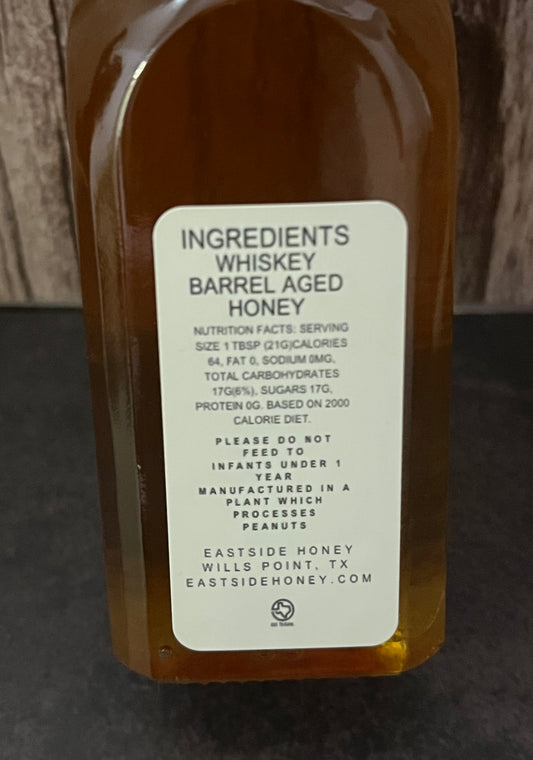 INGREDIENTS
WHISKEY
BARREL AGED
HONEY
NUTRITION FACTS: SERVING
SIZE 1 TBSP (21G)CALORIES
64, FAT 0, SODIUM 0MG,
TOTAL CARBOHYDRATES
17G(6%), SUGARS 17G,
PROTEIN 0G. BASED ON 2000
CALORIE DIET.
PLEASE DO NOT
FEED TO
INFANTS UNDER 1
YEAR
MANUFACTURED IN A
PLANT WHICH
PROCESSES
PEANUTS
EASTSIDE HONEY
WILLS POINT, TX
EASTSIDEHONEY.COM